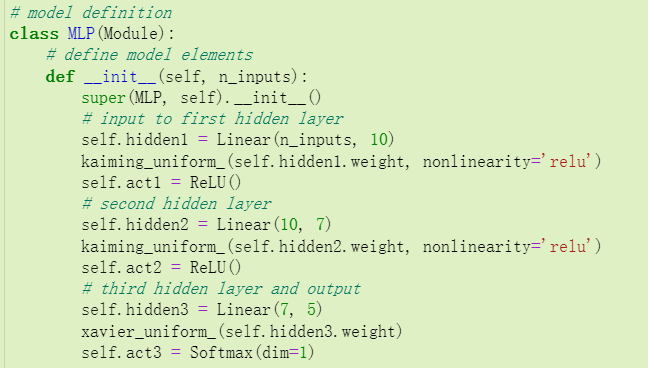 # model definition
class MLP(Module):
    # define model elements
    def __init__(self, n_inputs):
        super(MLP, self).__init__()
        # input to first hidden layer
        self.hidden1 = Linear(n_inputs, 10)
        kaiming_uniform_(self.hidden1.weight, nonlinearity='relu')
        self.act1 = ReLU()
        # second hidden layer
        self.hidden2 = Linear(10, 7)
        kaiming_uniform_(self.hidden2.weight, nonlinearity='relu')
        self.act2 = ReLU()
        # third hidden layer and output
        self.hidden3 = Linear(7, 5)
        xavier_uniform_(self.hidden3.weight)
        self.act3 = Softmax(dim=1)